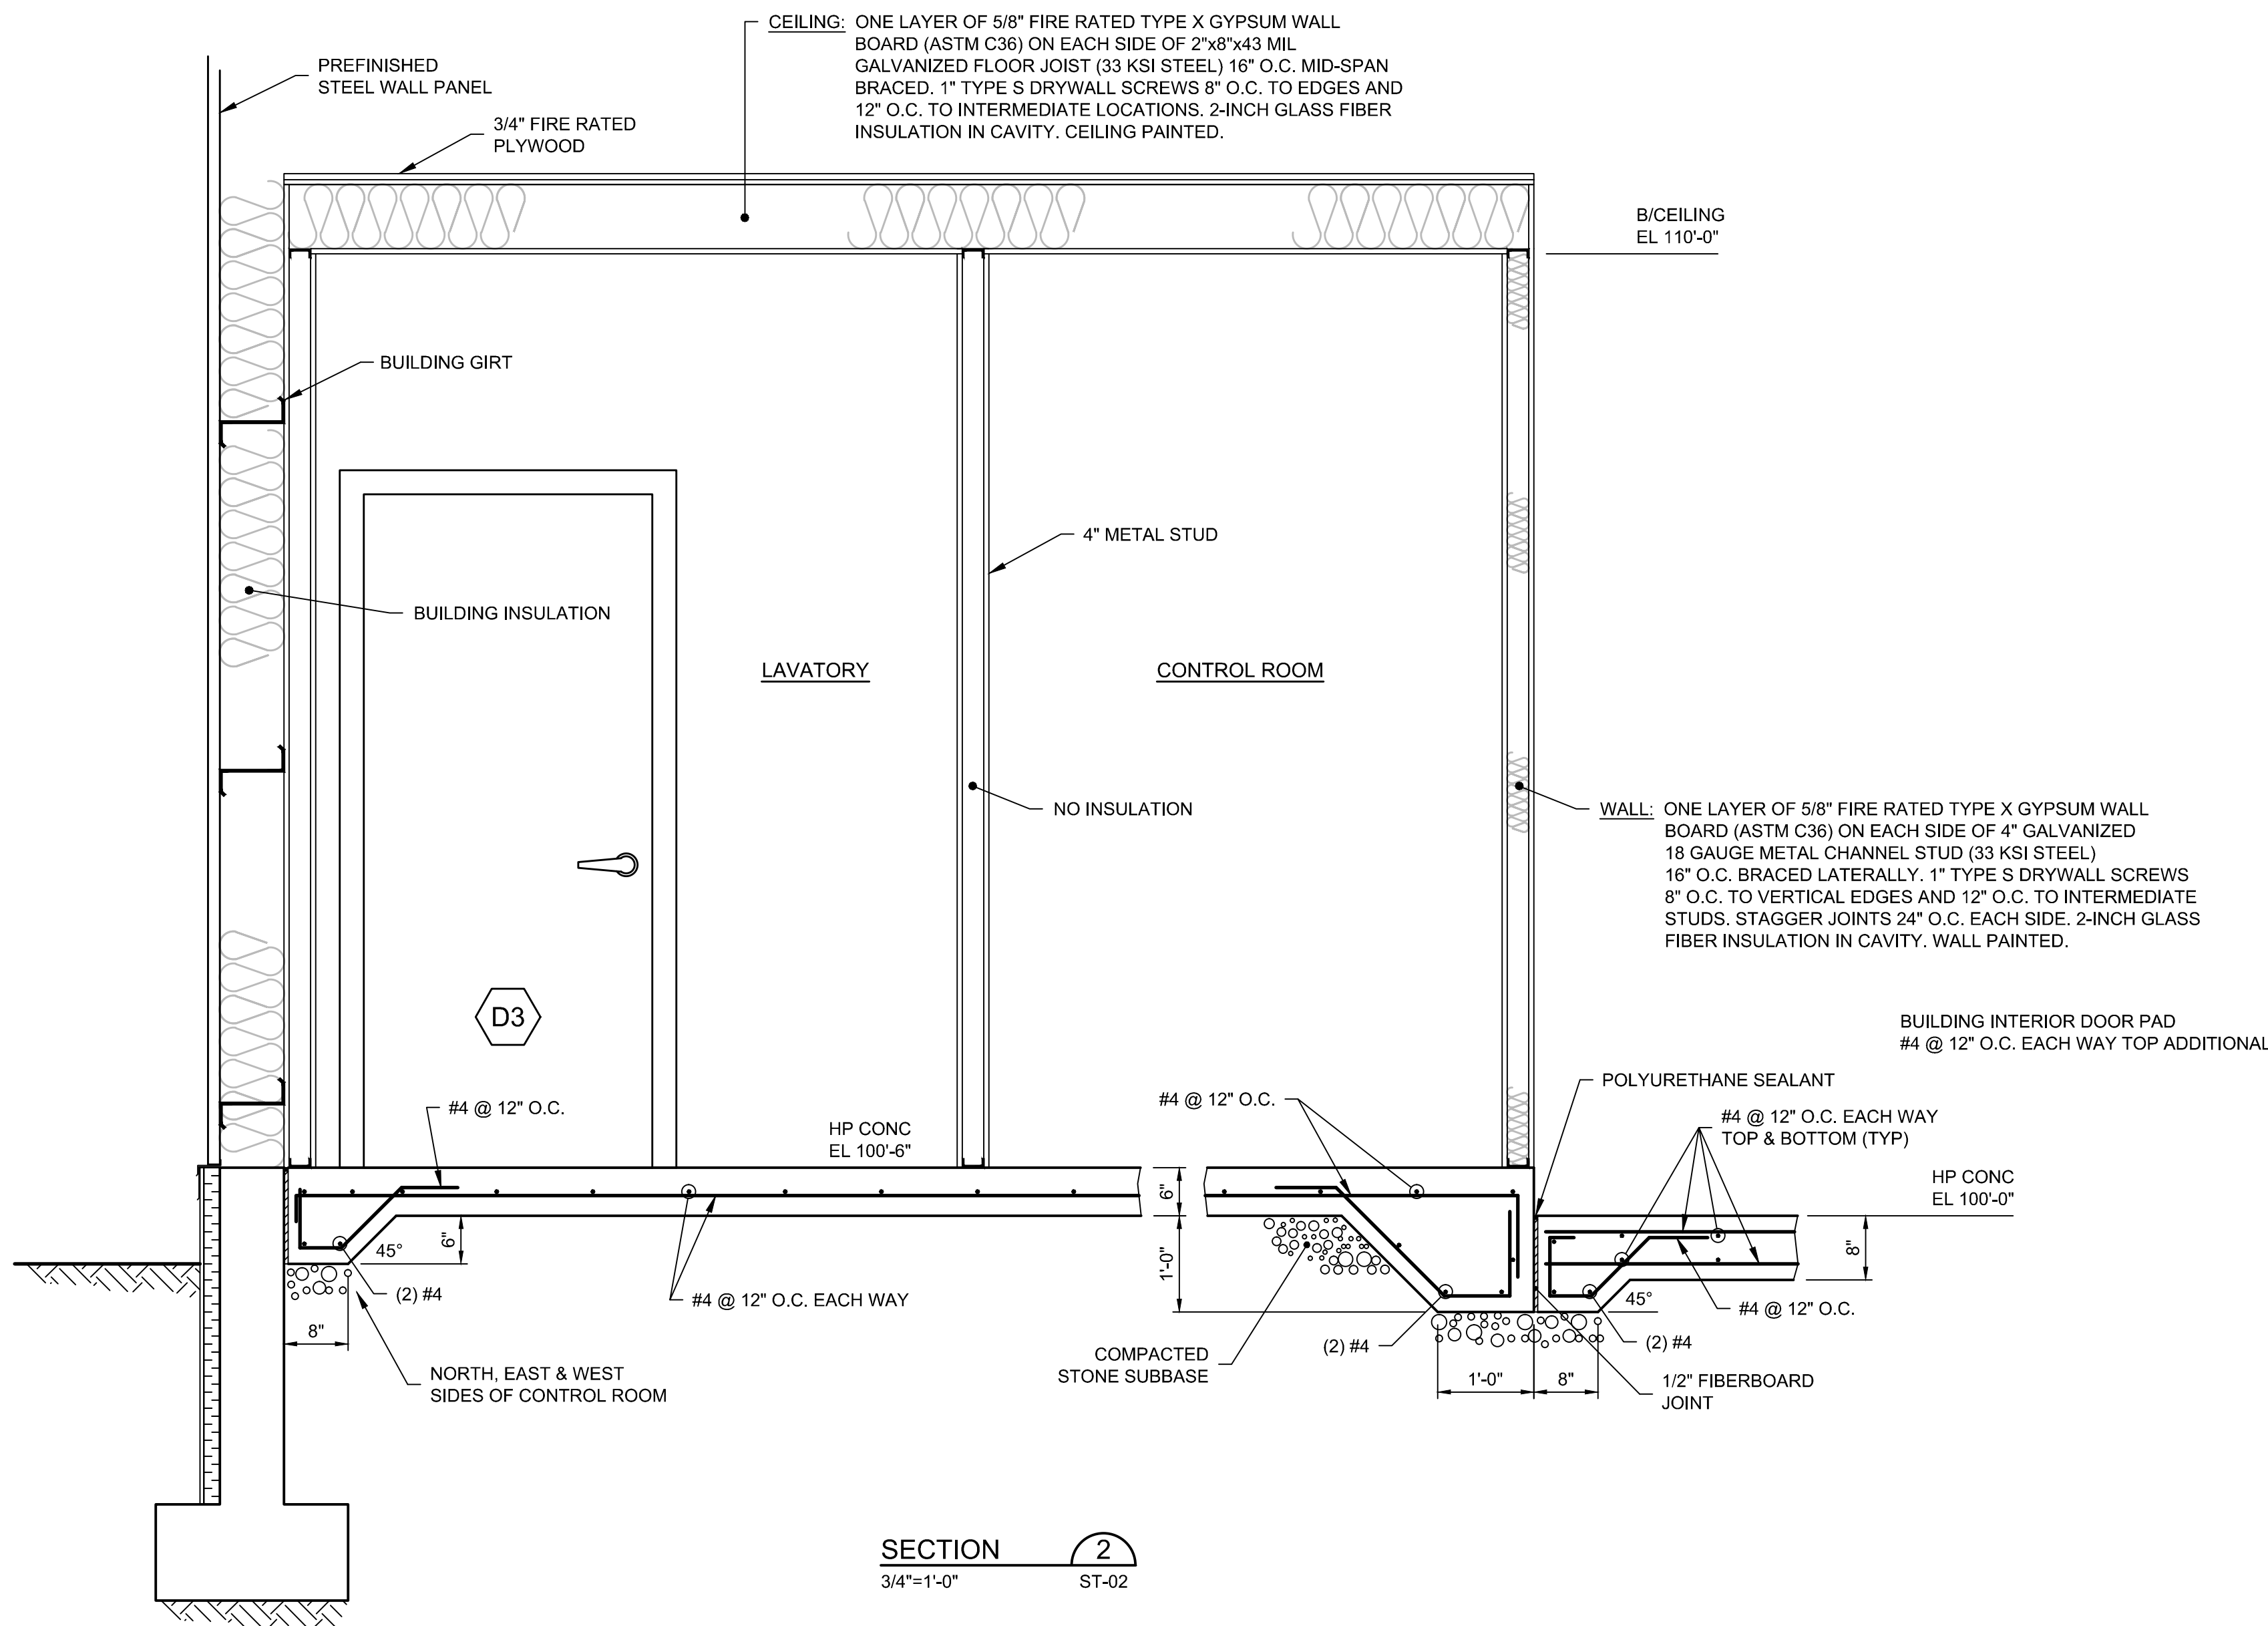 CEILING: ONE LAYER OF 5/8" FIRE RATED TYPE X GYPSUM WALL
BOARD (ASTM C36) ON EACH SIDE OF 2"x8"x43 MIL
GALVANIZED FLOOR JOIST (33 KSI STEEL) 16" O.C. MID-SPAN
BRACED. 1" TYPE S DRYWALL SCREWS 8" O.C. TO EDGES AND
12" O.C. TO INTERMEDIATE LOCATIONS. 2-INCH GLASS FIBER
INSULATION IN CAVITY. CEILING PAINTED.
PREFINISHED
STEEL WALL PANEL
3/4" FIRE RATED
PLYWOOD
B/CEILING
EL 110'-0"
BUILDING GIRT
4" METAL STUD
BUILDING INSULATION
LAVATORY
CONTROL ROOM
NO INSULATION
WALL: ONE LAYER OF 5/8" FIRE RATED TYPE X GYPSUM WALL
BOARD (ASTM C36) ON EACH SIDE OF 4" GALVANIZED
18 GAUGE METAL CHANNEL STUD (33 KSI STEEL)
16" O.C. BRACED LATERALLY. 1" TYPE S DRYWALL SCREWS
8" O.C. TO VERTICAL EDGES AND 12" O.C. TO INTERMEDIATE
STUDS. STAGGER JOINTS 24" O.C. EACH SIDE. 2-INCH GLASS
FIBER INSULATION IN CAVITY. WALL PAINTED.
D3
BUILDING INTERIOR DOOR PAD
#4 @ 12" O.C. EACH WAY TOP ADDITIONAL
POLYURETHANE SEALANT
#4 @ 12" O.C.
#4 @ 12" O.C.
#4 @ 12" O.C. EACH WAY
TOP & BOTTOM (TYP)
HP CONC
EL 100'-6"
HP CONC
EL 100'-0"
6"
45°
6"
1'-0"
8"
(2) #4
#4 @ 12" O.C. EACH WAY
45°
#4 @ 12" O.C.
8"
COMPACTED
STONE SUBBASE
(2) #4
(2) #4
NORTH, EAST & WEST
SIDES OF CONTROL ROOM
1'-0"
8"
1/2" FIBERBOARD
JOINT
SECTION 2
3/4"=1'-0" ST-02